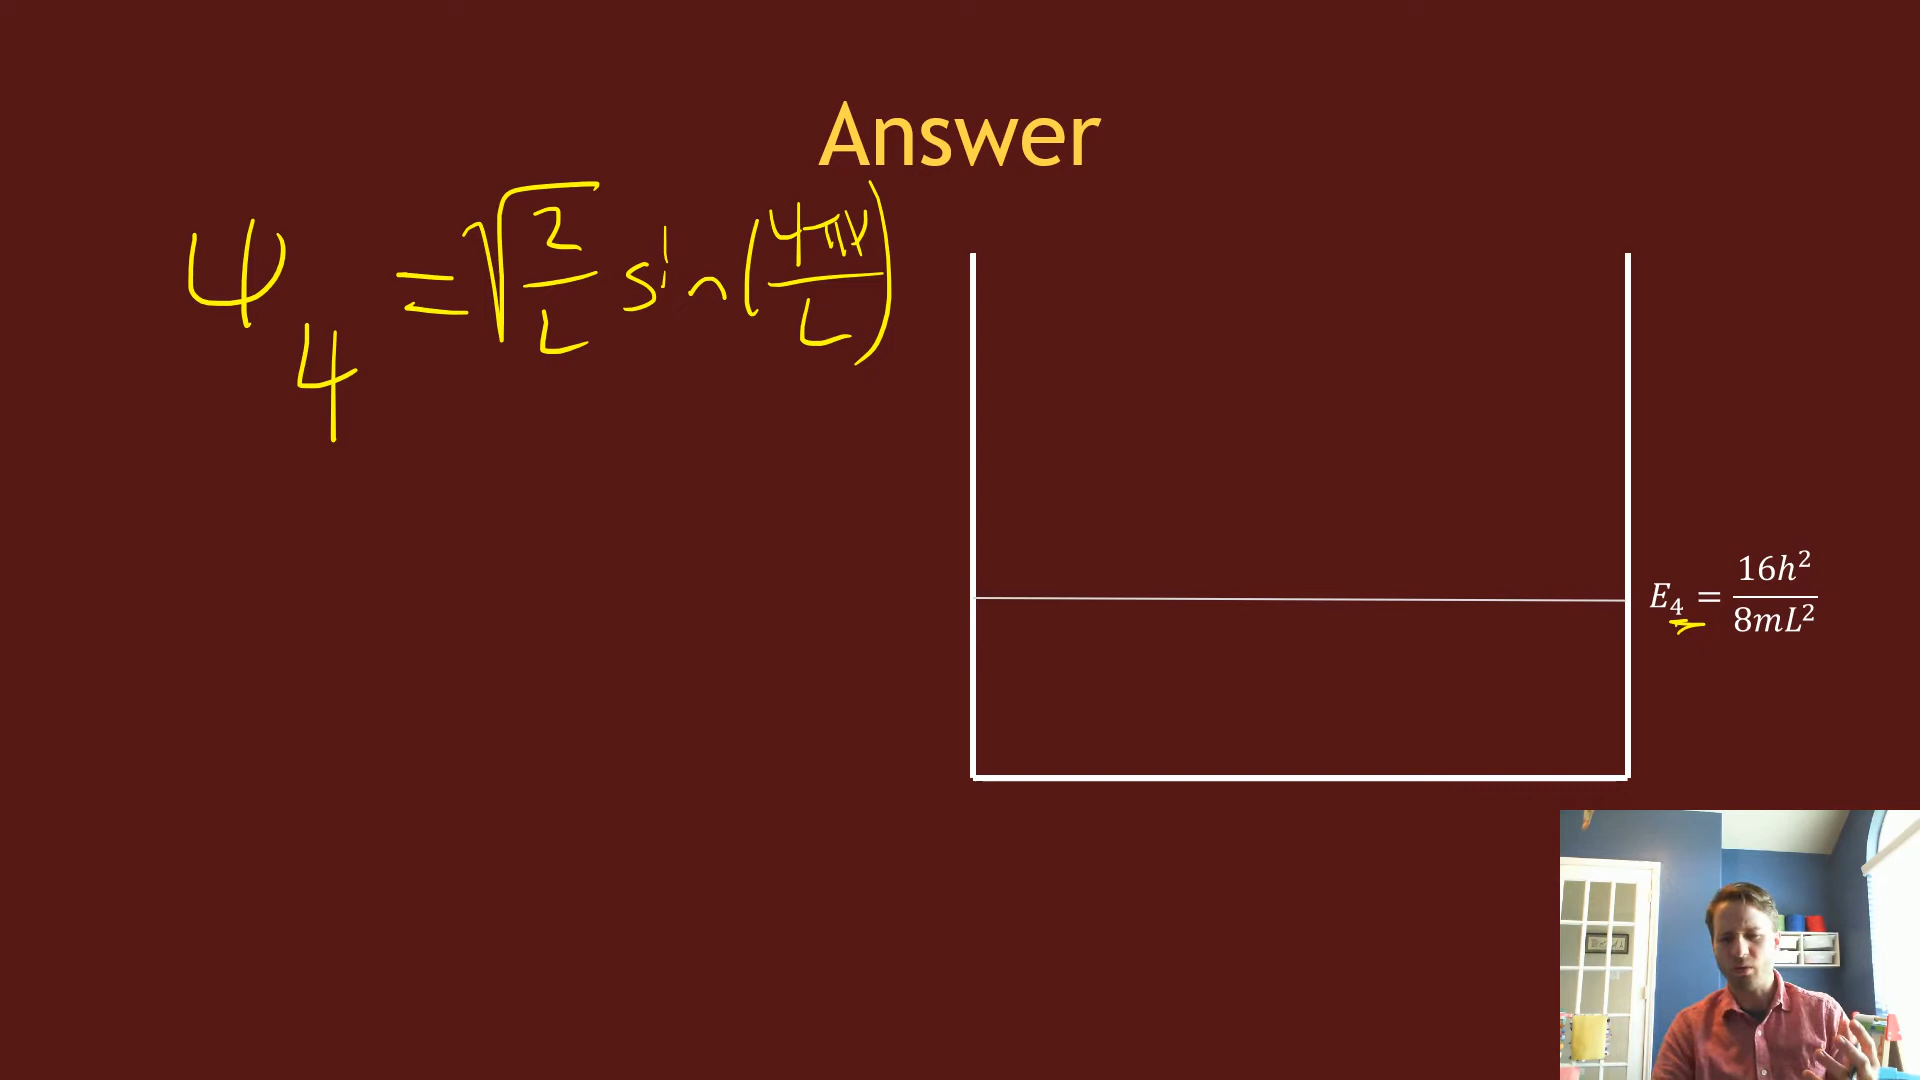 Answer
ψ₄ = √(2/L) sin(4πx/L)
E₄ = 16h²/8mL²